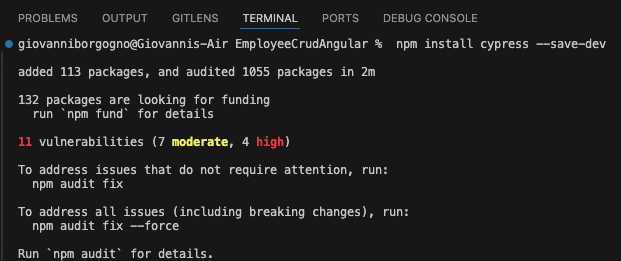 PROBLEMS OUTPUT GITLENS TERMINAL PORTS DEBUG CONSOLE
giovanniborgogno@Giovannis-Air EmployeeCrudAngular % npm install cypress --save-dev
added 113 packages, and audited 1055 packages in 2m
132 packages are looking for funding
run `npm fund` for details
11 vulnerabilities (7 moderate, 4 high)
To address issues that do not require attention, run:
npm audit fix
To address all issues (including breaking changes), run:
npm audit fix --force
Run `npm audit` for details.